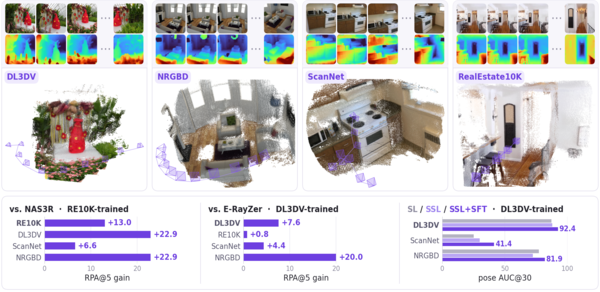 DL3DV
NRGBD
ScanNet
RealEstate10K
vs. NAS3R · RE10K-trained
RE10K +13.0
DL3DV +22.9
ScanNet +6.6
NRGBD +22.9
0 10 20
RPA@5 gain
vs. E-RayZer · DL3DV-trained
DL3DV +7.6
RE10K +0.8
ScanNet +4.4
NRGBD +20.0
0 10 20
RPA@5 gain
SL / SSL / SSL+SFT · DL3DV-trained
DL3DV 92.4
ScanNet 41.4
NRGBD 81.9
0 50 100
pose AUC@30